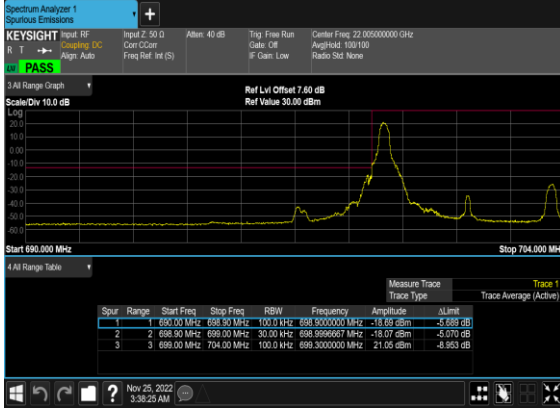 Spectrum Analyzer 1
Spurious Emissions
+
KEYSIGHT Input: RF Input Z: 50 Ω Atten: 40 dB Trig: Free Run Center Freq: 22.005000000 GHz
R T Coupling: DC Corr CCorr Gate: Off Avg|Hold: 100/100
Align: Auto Freq Ref: Int (S) IF Gain: Low Radio Std: None
PASS
3 All Range Graph Ref Lvl Offset 7.60 dB
Scale/Div 10.0 dB Ref Value 30.00 dBm
Log
20.0
10.0
0.00
-10.0
-20.0
-30.0
-40.0
-50.0
-60.0
Start 690.000 MHz Stop 704.000 MH
4 All Range Table
Measure Trace Trace 1
Trace Type Trace Average (Active)
Spur Range Start Freq Stop Freq RBW Frequency Amplitude ΔLimit
1 1 690.00 MHz 698.90 MHz 100.0 kHz 698.9000000 MHz -18.69 dBm -5.689 dB
2 2 698.90 MHz 699.00 MHz 30.00 kHz 698.9996667 MHz -18.07 dBm -5.070 dB
3 3 699.00 MHz 704.00 MHz 100.0 kHz 699.3000000 MHz 21.05 dBm -8.953 dB
? Nov 25, 2022
3:38:25 AM